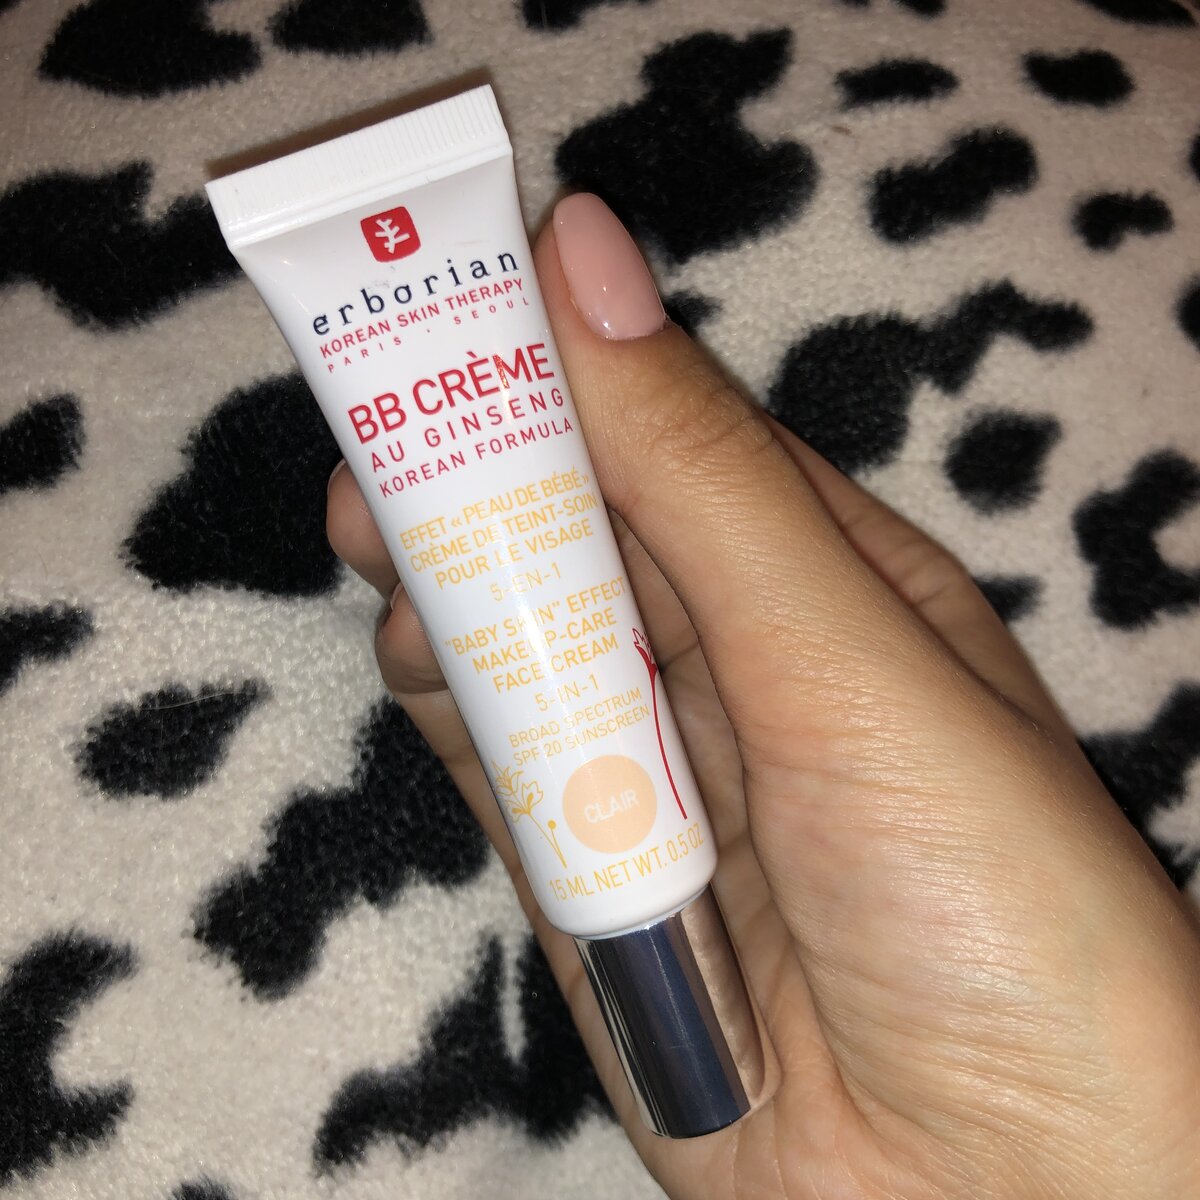 erborian
KOREAN SKIN THERAPY
PARIS · SEOUL
BB CRÈME
AU GINSENG
KOREAN FORMULA
EFFET « PEAU DE BÉBÉ »
CRÈME DE TEINT-SOIN
POUR LE VISAGE
5-EN-1
"BABY SKIN" EFFECT
MAKEUP-CARE
FACE CREAM
5-IN-1
BROAD SPECTRUM
SPF 20 SUNSCREEN
CLAIR
15 ML NET WT. 0.5 OZ